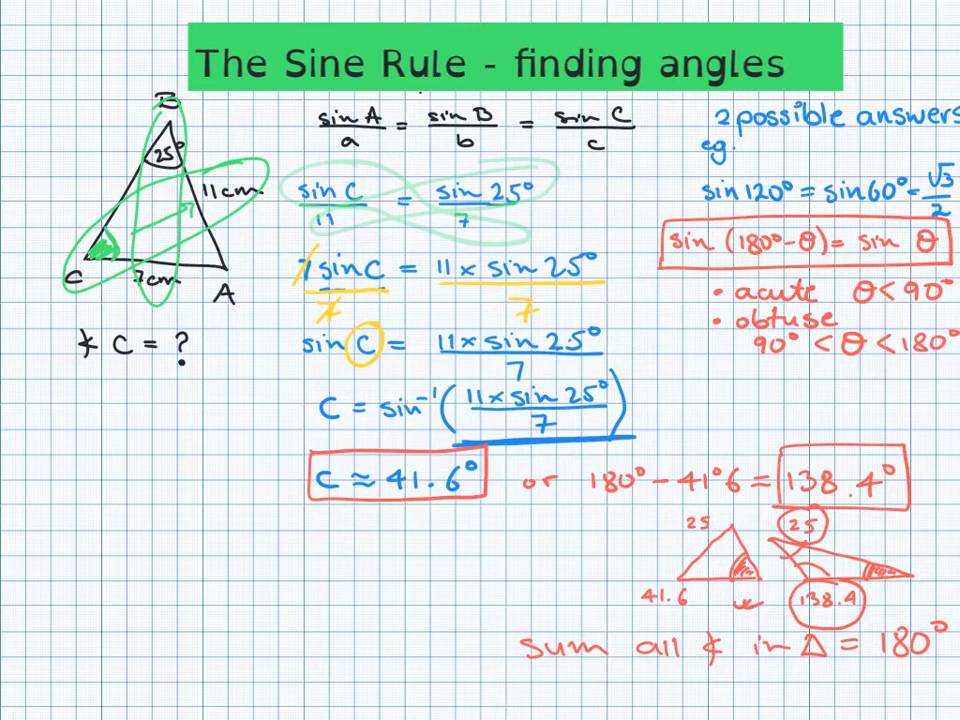 The Sine Rule - finding angles
B
25°
11cm
C
7cm
A
∡ C = ?
sin A / a = sin B / b = sin C / c
sin C / 11 = sin 25° / 7
7 sin C / 7 = 11 x sin 25° / 7
sin C = 11 x sin 25° / 7
C = sin⁻¹ ( 11 x sin 25° / 7 )
C ≈ 41.6° or 180° - 41°6 = 138.4°
2 possible answers
eg.
sin 120° = sin 60° = √3 / 2
sin (180° - θ) = sin θ
• acute θ < 90°
• obtuse
90° < θ < 180°
25
41.6
25
138.4
sum all ∡ in Δ = 180°